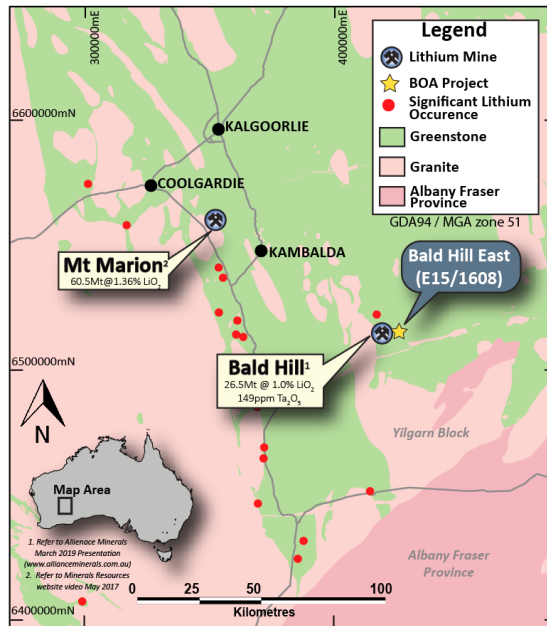 300000mE
400000mE
Legend
Lithium Mine
BOA Project
Significant Lithium
Occurence
Greenstone
Granite
Albany Fraser
Province
GDA94 / MGA zone 51
6600000mN
KALGOORLIE
COOLGARDIE
KAMBALDA
Mt Marion²
60.5Mt@1.36% LiO₂
Bald Hill East
(E15/1608)
Bald Hill¹
26.5Mt @ 1.0% LiO₂
149ppm Ta₂O₅
6500000mN
N
Yilgarn Block
Map Area
Albany Fraser
Province
1. Refer to Allienace Minerals
March 2019 Presentation
(www.allianceminerals.com.au)
2. Refer to Minerals Resources
website video May 2017
0 25 50 100
Kilometres
6400000mN